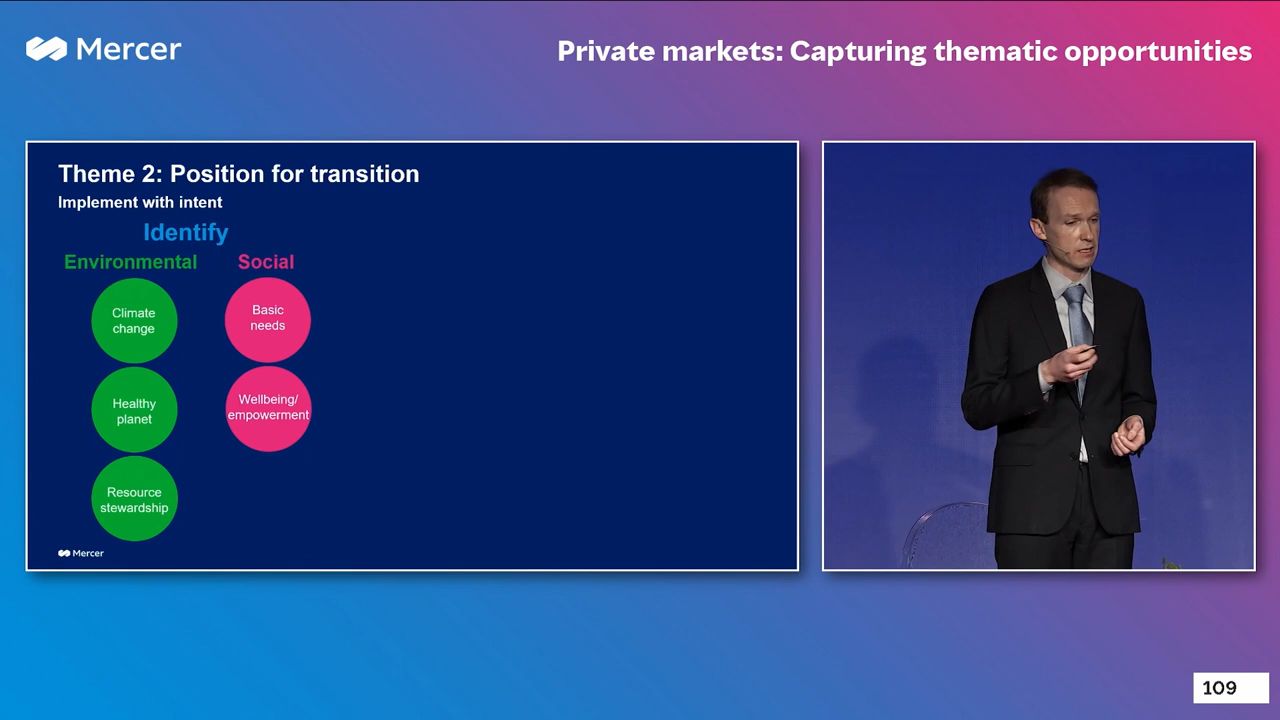 Mercer
Private markets: Capturing thematic opportunities
Theme 2: Position for transition
Implement with intent
Identify
Environmental
Social
Climate
change
Basic
needs
Healthy
planet
Wellbeing/
empowerment
Resource
stewardship
Mercer
109